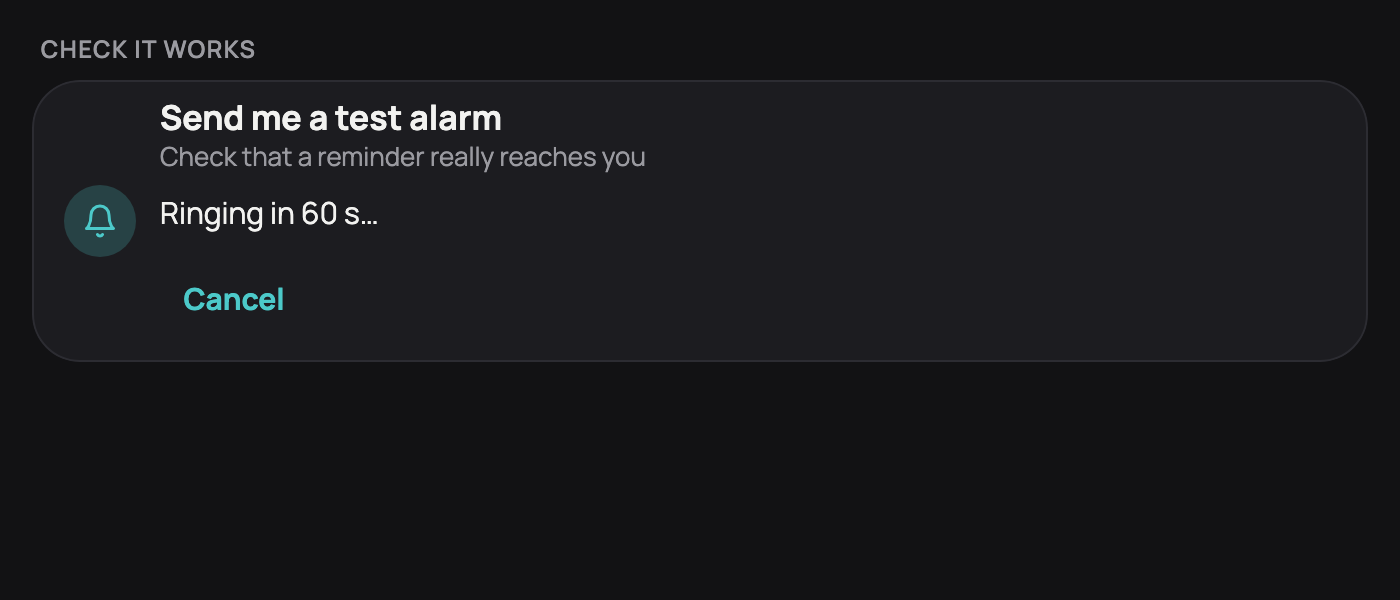 CHECK IT WORKS
Send me a test alarm
Check that a reminder really reaches you
Ringing in 60 s…
Cancel